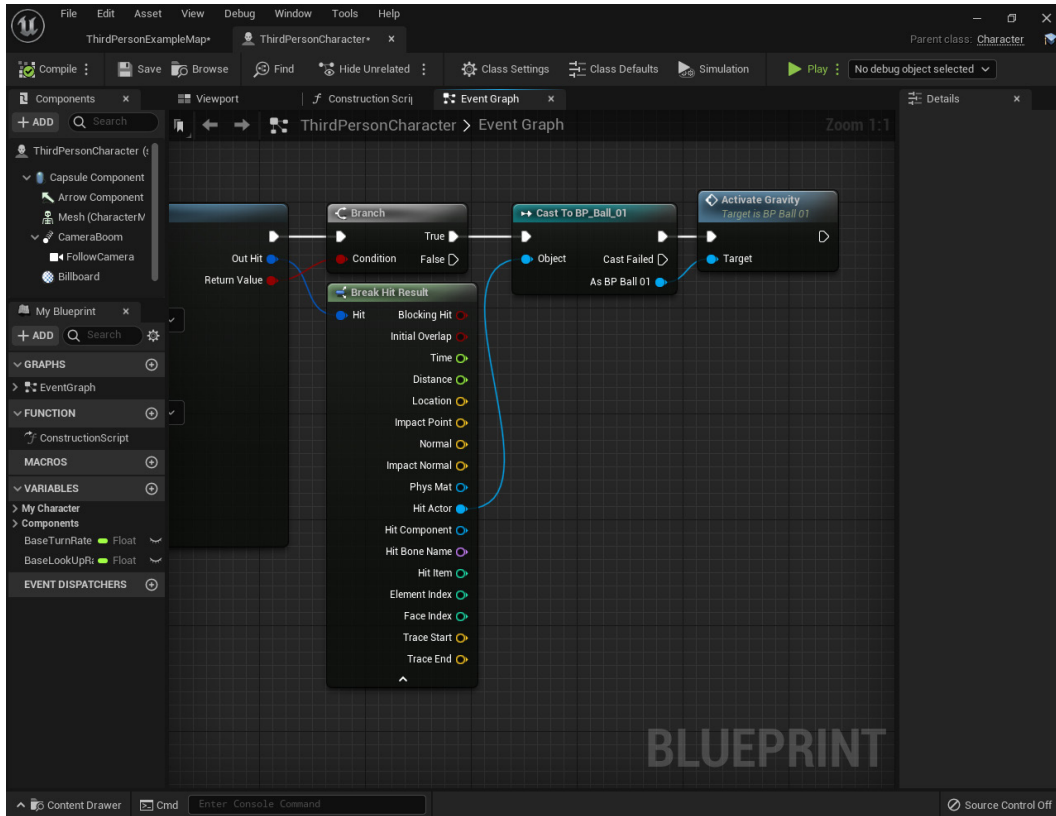 File Edit Asset View Debug Window Tools Help
ThirdPersonExampleMap•
ThirdPersonCharacter•
Parent class: Character
Compile
Save
Browse
Find
Hide Unrelated
Class Settings
Class Defaults
Simulation
Play
No debug object selected
Components
Viewport
Construction Scrip
Event Graph
Details
+ ADD
Search
ThirdPersonCharacter > Event Graph
Zoom 1:1
ThirdPersonCharacter (s
Capsule Component
Arrow Component
Mesh (CharacterM
CameraBoom
FollowCamera
Billboard
My Blueprint
+ ADD
Search
GRAPHS
EventGraph
FUNCTION
ConstructionScript
MACROS
VARIABLES
My Character
Components
BaseTurnRate Float
BaseLookUpRa Float
EVENT DISPATCHERS
Out Hit
Return Value
Branch
True
Condition False
Break Hit Result
Hit Blocking Hit
Initial Overlap
Time
Distance
Location
Impact Point
Normal
Impact Normal
Phys Mat
Hit Actor
Hit Component
Hit Bone Name
Hit Item
Element Index
Face Index
Trace Start
Trace End
Cast To BP_Ball_01
Object Cast Failed
As BP Ball 01
Activate Gravity
Target is BP Ball 01
Target
BLUEPRINT
Content Drawer
Cmd
Enter Console Command
Source Control Off